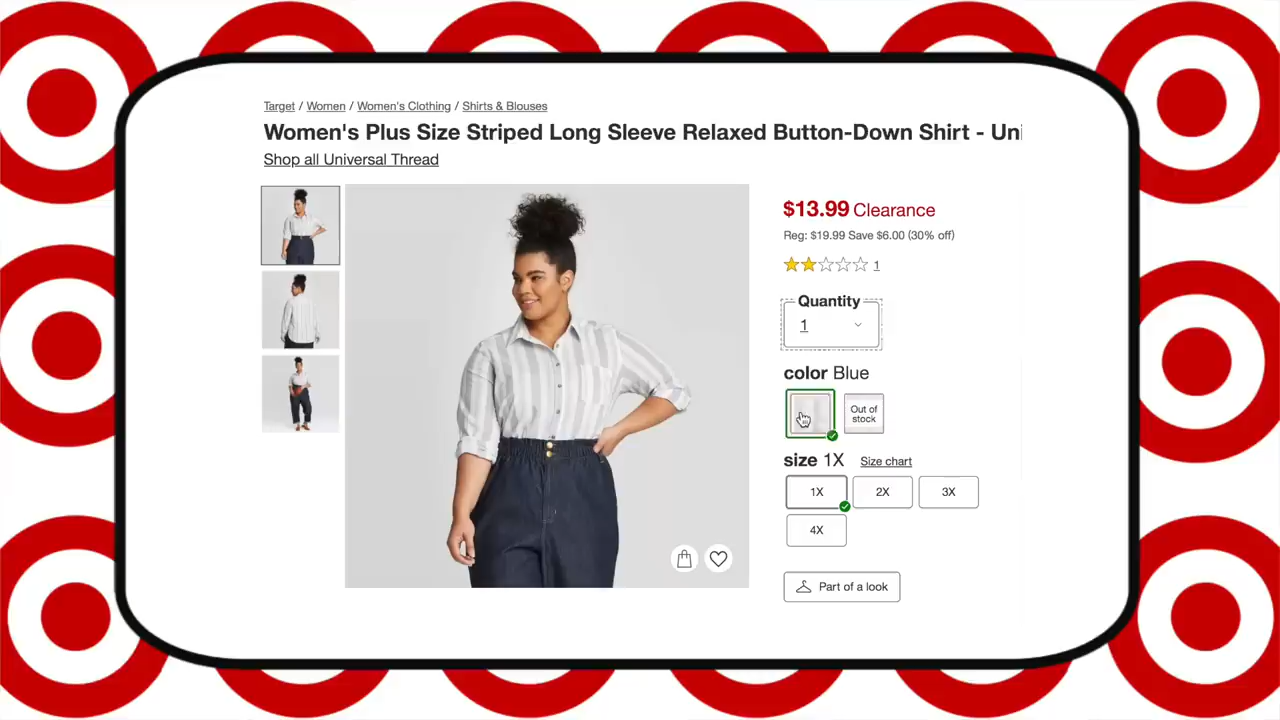 Target / Women / Women's Clothing / Shirts & Blouses
Women's Plus Size Striped Long Sleeve Relaxed Button-Down Shirt - Uni
Shop all Universal Thread
$13.99 Clearance
Reg: $19.99 Save $6.00 (30% off)
1
Quantity
1
color Blue
Out of
stock
size 1X Size chart
1X 2X 3X
4X
Part of a look